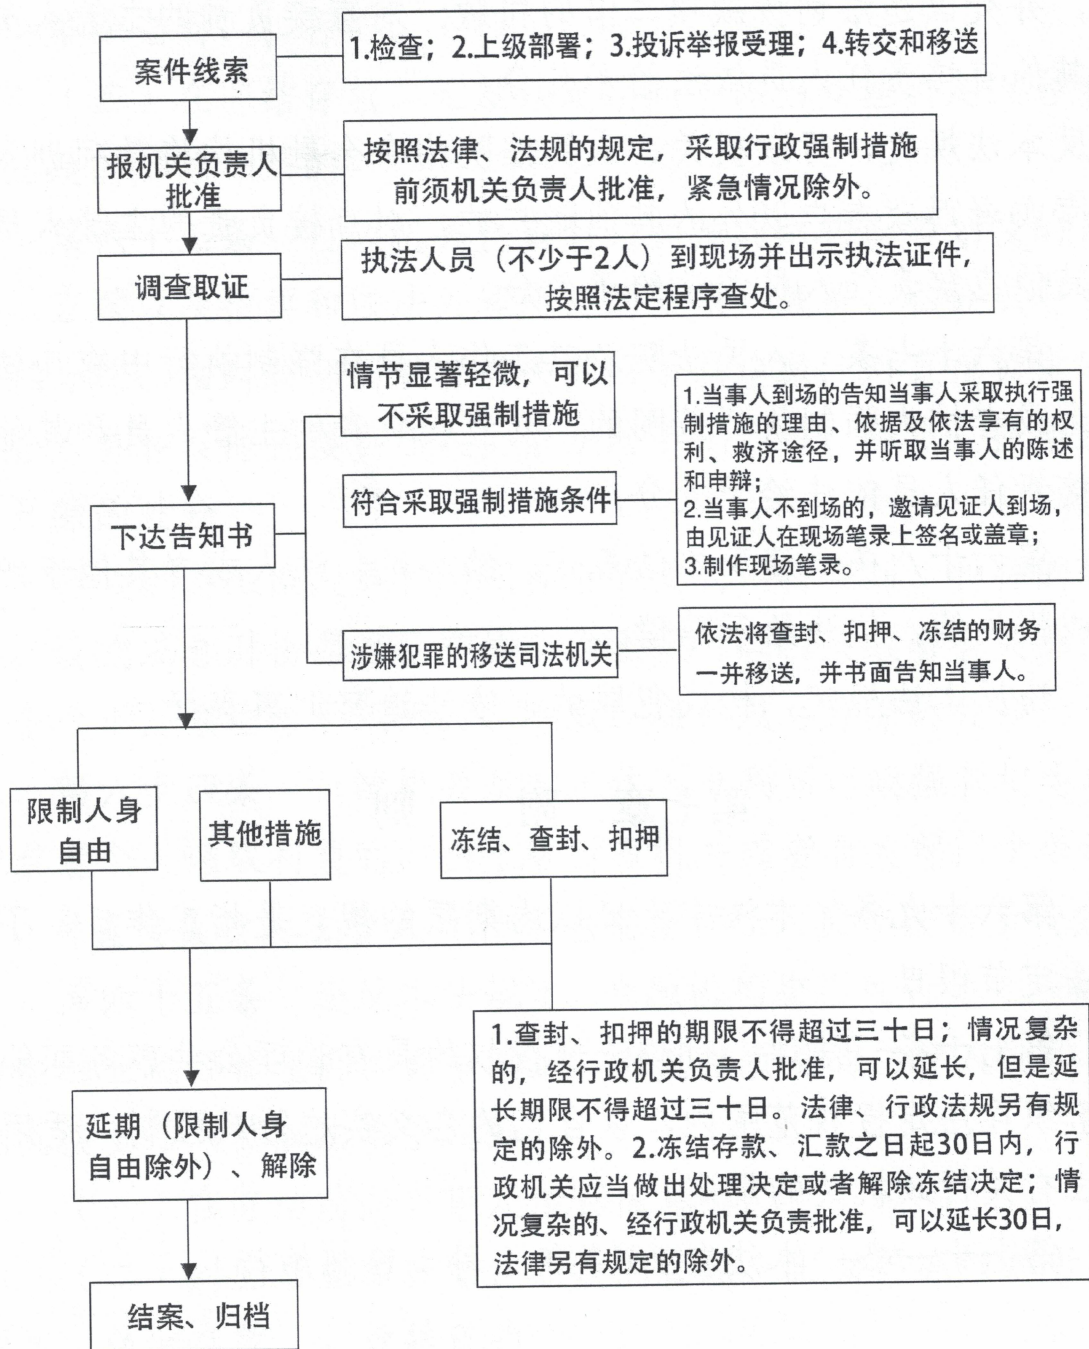 案件线索
1.检查；2.上级部署；3.投诉举报受理；4.转交和移送
报机关负责人
批准
按照法律、法规的规定，采取行政强制措施
前须机关负责人批准，紧急情况除外。
调查取证
执法人员（不少于2人）到现场并出示执法证件，
按照法定程序查处。
情节显著轻微，可以
不采取强制措施
下达告知书
符合采取强制措施条件
1.当事人到场的告知当事人采取执行强
制措施的理由、依据及依法享有的权
利、救济途径，并听取当事人的陈述
和申辩；
2.当事人不到场的，邀请见证人到场，
由见证人在现场笔录上签名或盖章；
3.制作现场笔录。
涉嫌犯罪的移送司法机关
依法将查封、扣押、冻结的财务
一并移送，并书面告知当事人。
限制人身
自由
其他措施
冻结、查封、扣押
1.查封、扣押的期限不得超过三十日；情况复杂
的，经行政机关负责人批准，可以延长，但是延
长期限不得超过三十日。法律、行政法规另有规
定的除外。2.冻结存款、汇款之日起30日内，行
政机关应当做出处理决定或者解除冻结决定；情
况复杂的、经行政机关负责批准，可以延长30日，
法律另有规定的除外。
延期（限制人身
自由除外）、解除
结案、归档